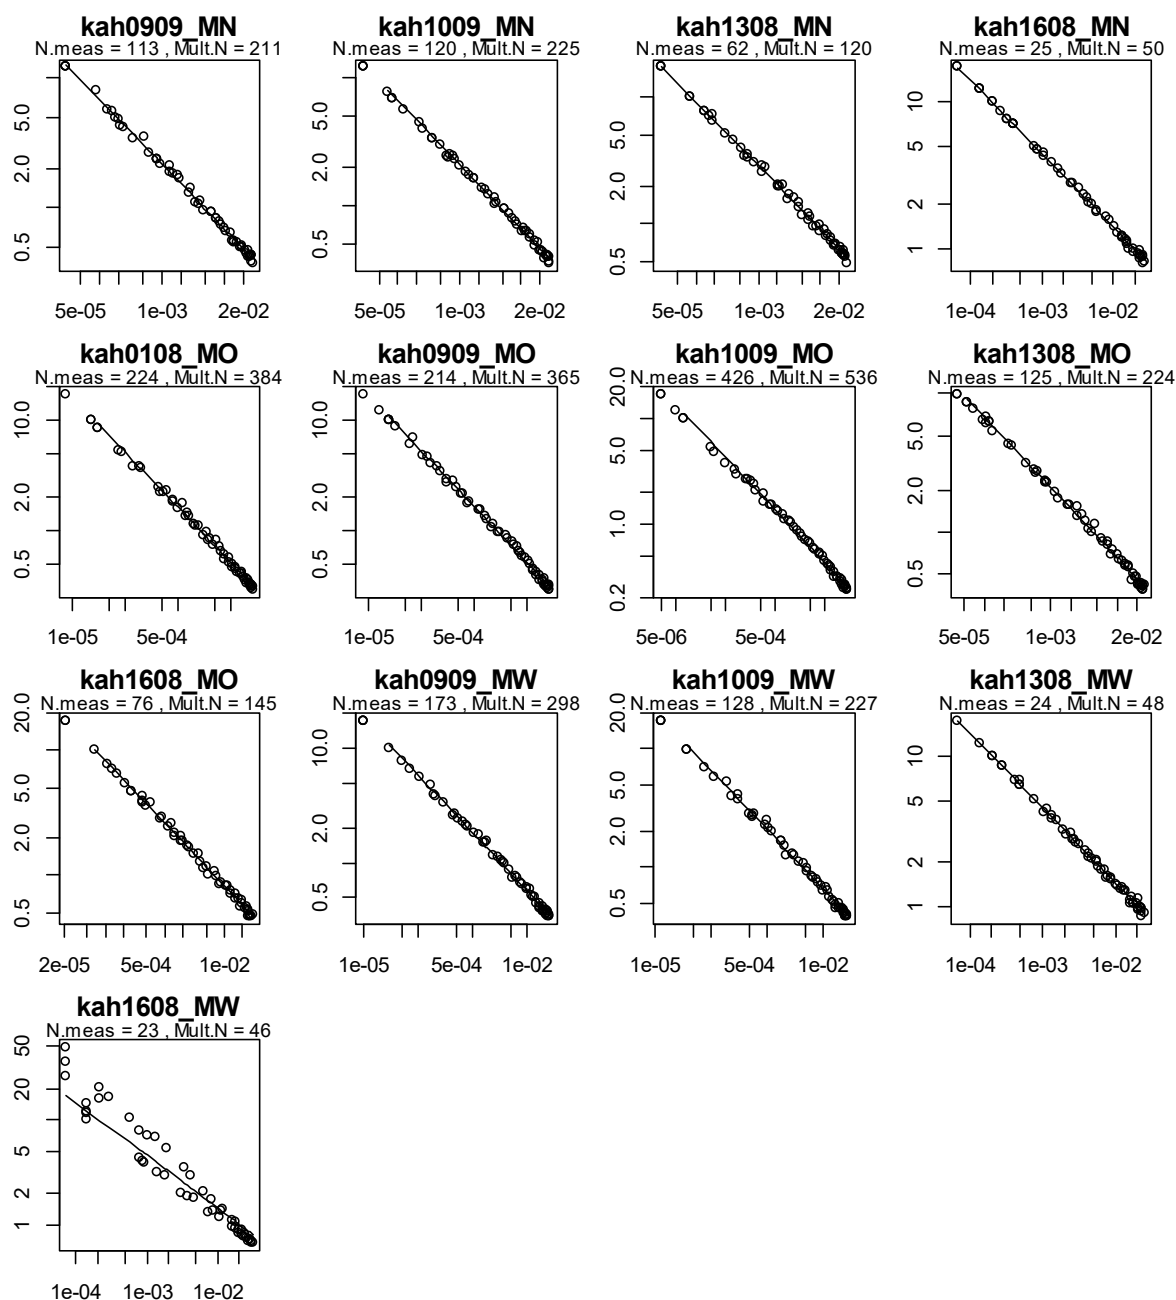 kah0909_MN
N.meas = 113 , Mult.N = 211
5.0
2.0
0.5
5e-05 1e-03 2e-02
kah1009_MN
N.meas = 120 , Mult.N = 225
5.0
2.0
0.5
5e-05 1e-03 2e-02
kah1308_MN
N.meas = 62 , Mult.N = 120
5.0
2.0
0.5
5e-05 1e-03 2e-02
kah1608_MN
N.meas = 25 , Mult.N = 50
10
5
2
1
1e-04 1e-03 1e-02
kah0108_MO
N.meas = 224 , Mult.N = 384
10.0
2.0
0.5
1e-05 5e-04
kah0909_MO
N.meas = 214 , Mult.N = 365
10.0
2.0
0.5
1e-05 5e-04
kah1009_MO
N.meas = 426 , Mult.N = 536
20.0
5.0
1.0
0.2
5e-06 5e-04
kah1308_MO
N.meas = 125 , Mult.N = 224
5.0
2.0
0.5
5e-05 1e-03 2e-02
kah1608_MO
N.meas = 76 , Mult.N = 145
20.0
5.0
2.0
0.5
2e-05 5e-04 1e-02
kah0909_MW
N.meas = 173 , Mult.N = 298
10.0
2.0
0.5
1e-05 5e-04 1e-02
kah1009_MW
N.meas = 128 , Mult.N = 227
20.0
5.0
2.0
0.5
1e-05 5e-04 1e-02
kah1308_MW
N.meas = 24 , Mult.N = 48
10
5
2
1
1e-04 1e-03 1e-02
kah1608_MW
N.meas = 23 , Mult.N = 46
50
20
5
2
1
1e-04 1e-03 1e-02